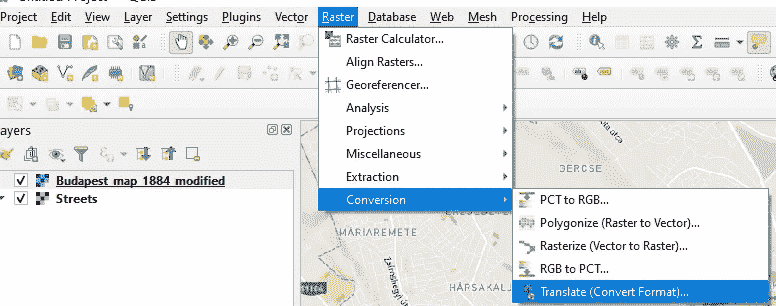 Project Edit View Layer Settings Plugins Vector Raster Database Web Mesh Processing Help
Raster Calculator...
Align Rasters...
Georeferencer...
Analysis
Projections
Miscellaneous
Extraction
Conversion
PCT to RGB...
Polygonize (Raster to Vector)...
Rasterize (Vector to Raster)...
RGB to PCT...
Translate (Convert Format)...
ayers
Budapest_map_1884_modified
Streets
GERCSE
MÁRIAREMETE
HÁRSAKALJ